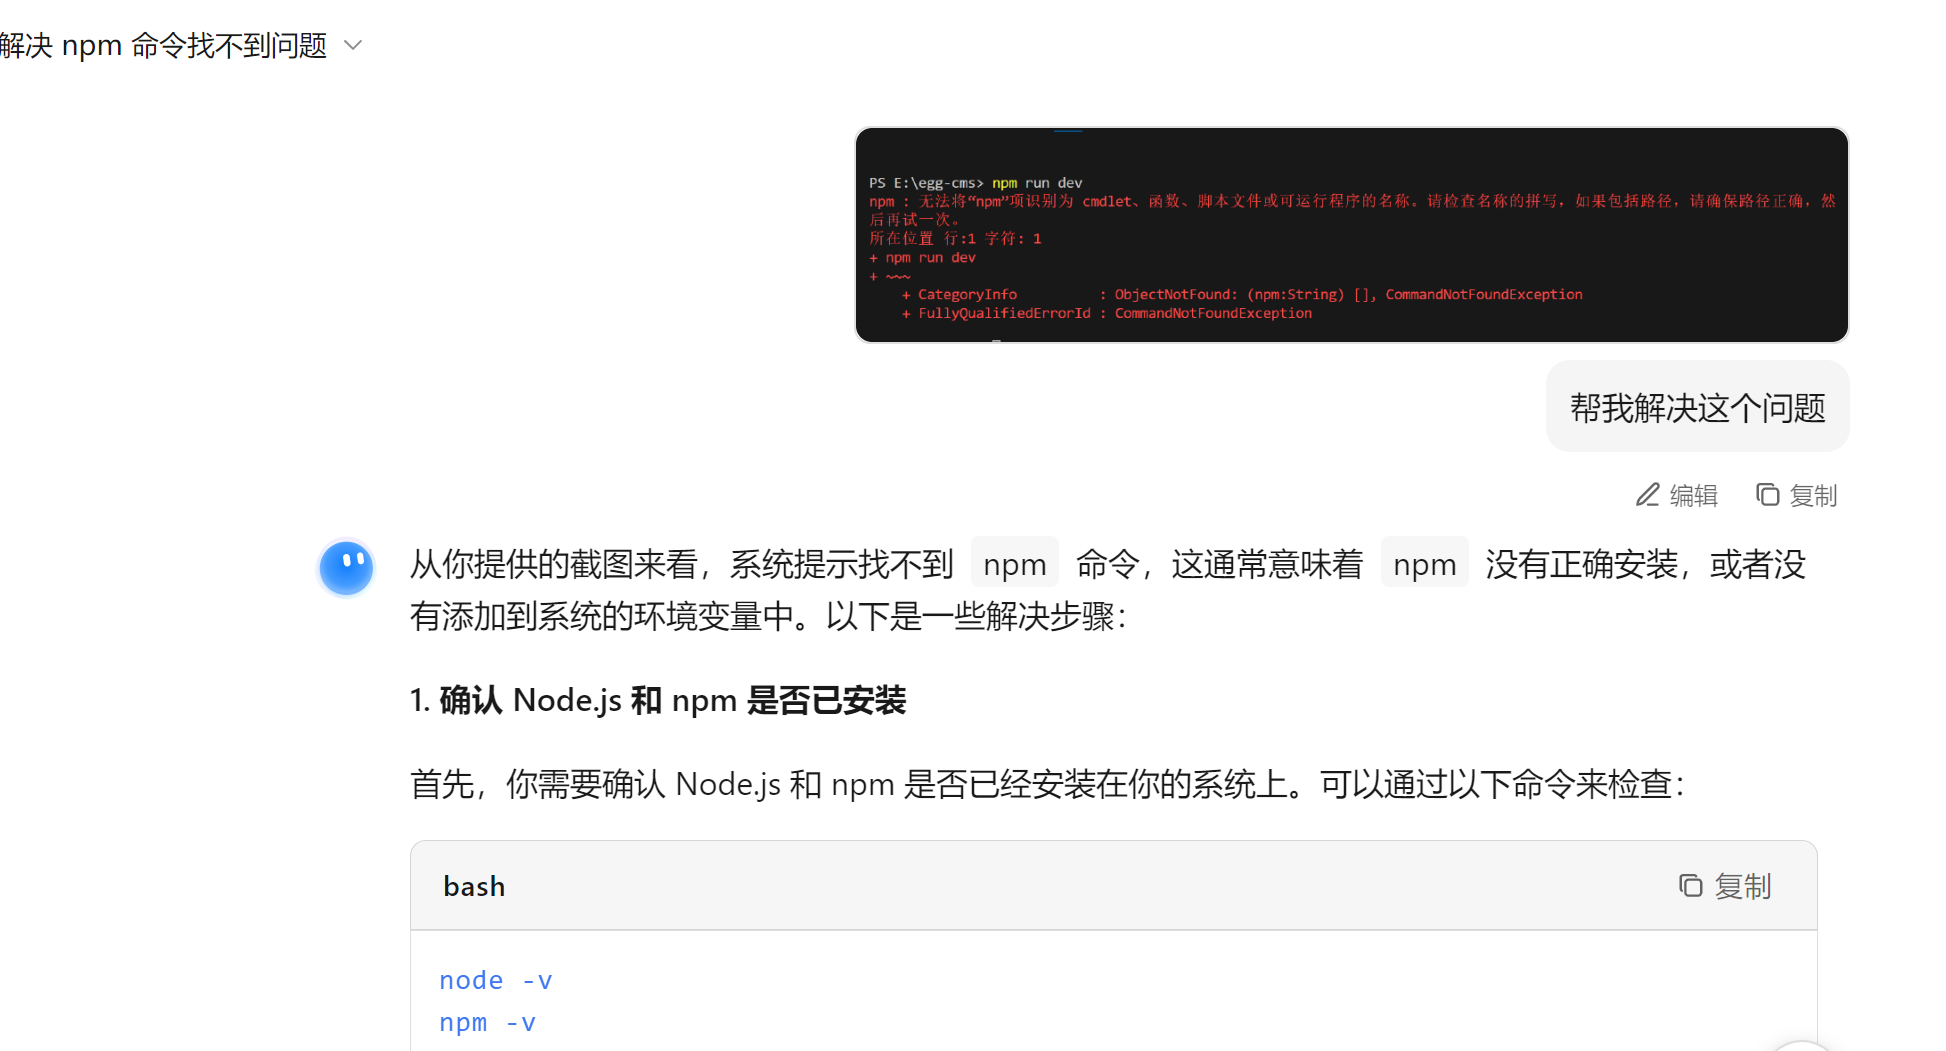 解决 npm 命令找不到问题
PS E:\egg-cms> npm run dev
npm : 无法将“npm”项识别为 cmdlet、函数、脚本文件或可运行程序的名称。请检查名称的拼写，如果包括路径，请确保路径正确，然
后再试一次。
所在位置 行:1 字符: 1
+ npm run dev
+ ~~~
    + CategoryInfo          : ObjectNotFound: (npm:String) [], CommandNotFoundException
    + FullyQualifiedErrorId : CommandNotFoundException
帮我解决这个问题
编辑 复制
从你提供的截图来看，系统提示找不到 npm 命令，这通常意味着 npm 没有正确安装，或者没
有添加到系统的环境变量中。以下是一些解决步骤：
1. 确认 Node.js 和 npm 是否已安装
首先，你需要确认 Node.js 和 npm 是否已经安装在你的系统上。可以通过以下命令来检查：
bash 复制
node -v
npm -v